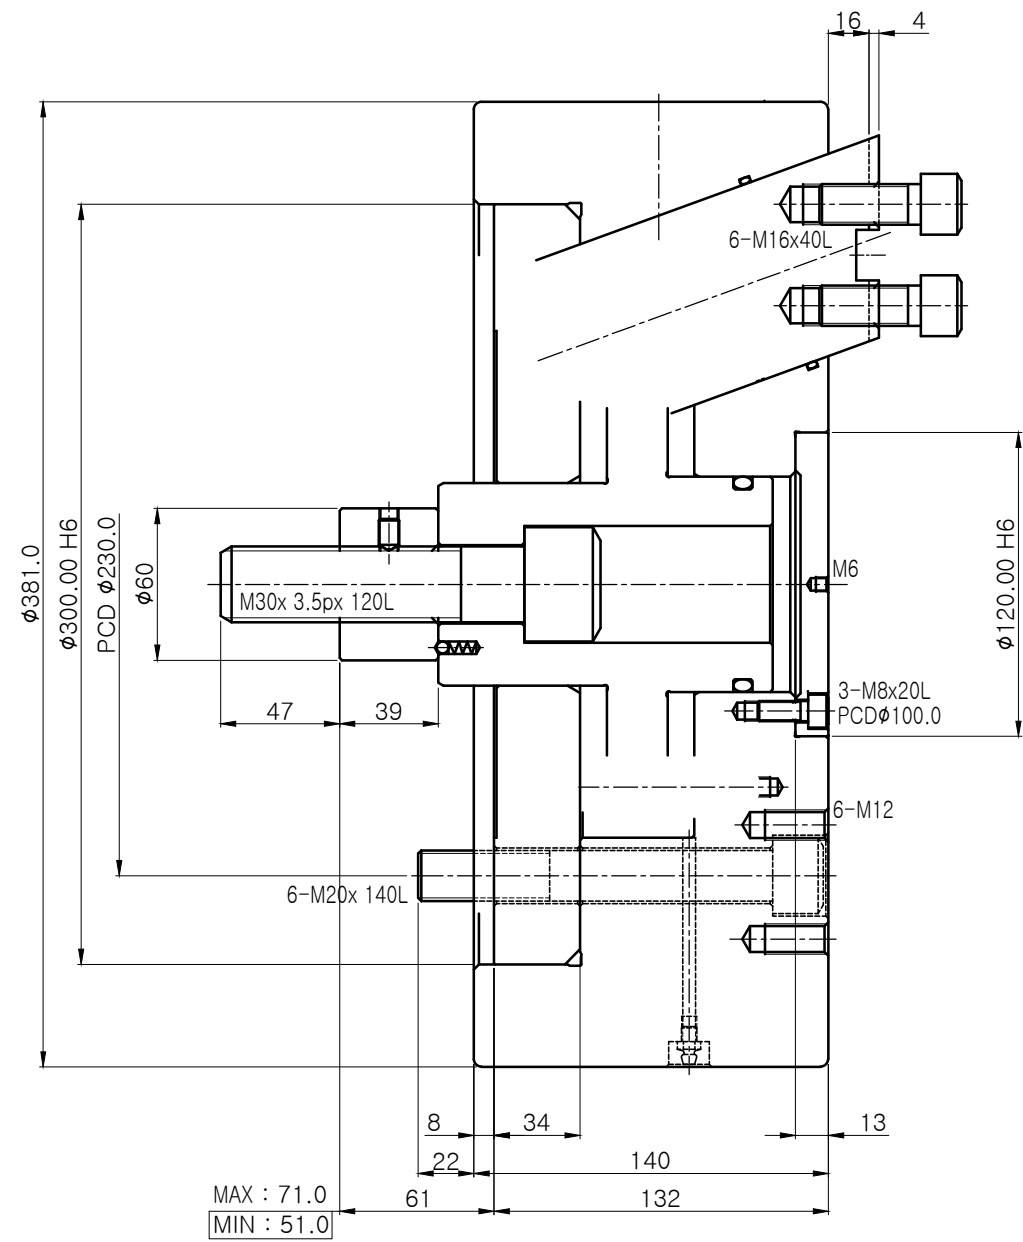 16 4
6-M16x40L
ϕ381.0
ϕ300.00 H6
PCD ϕ230.0
ϕ60
M30x 3.5px 120L
M6
ϕ120.00 H6
47 39
3-M8x20L
PCDϕ100.0
6-M12
6-M20x 140L
8 34 13
22 140
MAX : 71.0
MIN : 51.0
61 132